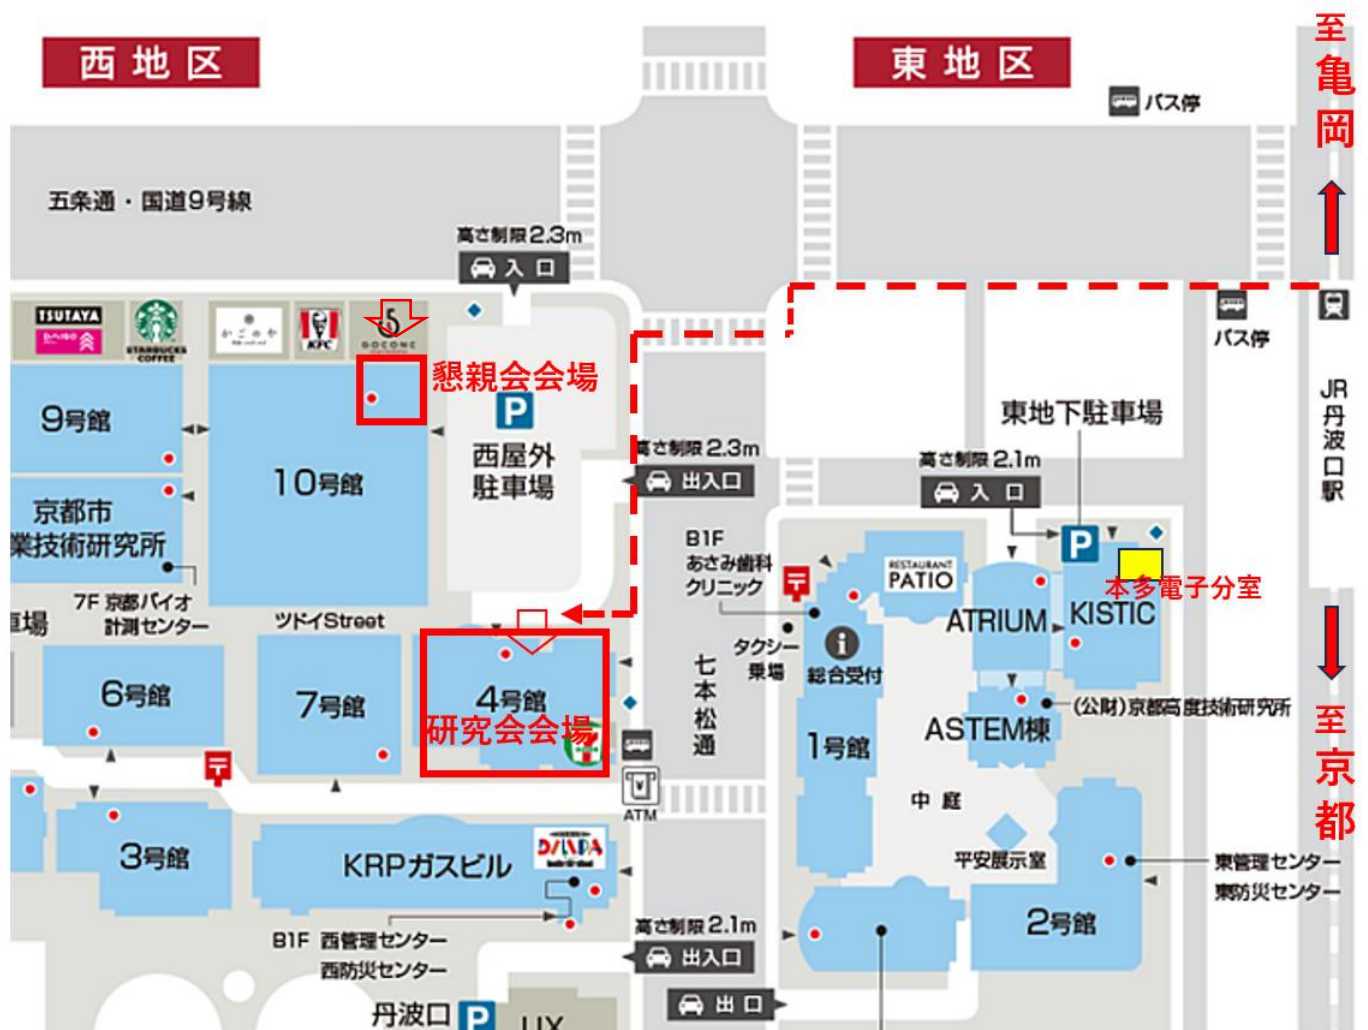 西地区
東地区
至亀岡
バス停
五条通・国道9号線
高さ制限2.3m
入口
TSUTAYA
STARBUCKS
COFFEE
かごのや
KFC
GOCONC
懇親会会場
P
西屋外
駐車場
9号館
10号館
京都市
業技術研究所
7F 京都バイオ
計測センター
車場
ツドイStreet
高さ制限2.3m
出入口
バス停
JR丹波口駅
東地下駐車場
高さ制限2.1m
入口
P
B1F
あさみ歯科
クリニック
RESTAURANT
PATIO
本多電子分室
ATRIUM
KISTIC
タクシー
乗場
i
総合受付
七本松通
6号館
7号館
4号館
研究会会場
7
ATM
(公財)京都高度技術研究所
ASTEM棟
1号館
中庭
至京都
平安展示室
東管理センター
東防災センター
2号館
3号館
KRPガスビル
B1F 西管理センター
西防災センター
高さ制限2.1m
出入口
出口
丹波口
P